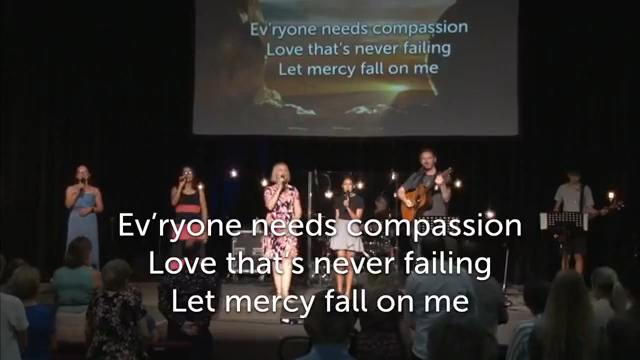 Ev'ryone needs compassion
Love that's never failing
Let mercy fall on me
Ev'ryone needs compassion
Love that's never failing
Let mercy fall on me